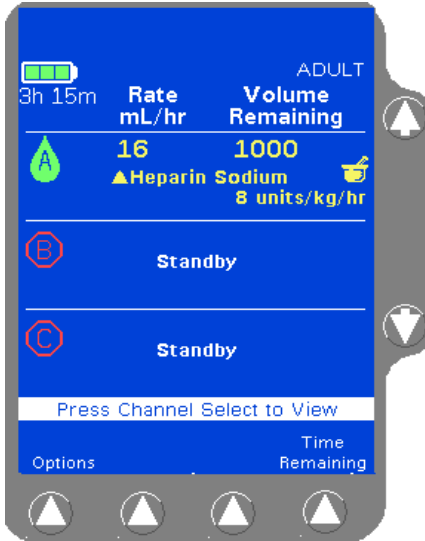 ADULT
3h 15m
Rate mL/hr
Volume Remaining
A
16 1000
▲Heparin Sodium
8 units/kg/hr
B
Standby
C
Standby
Press Channel Select to View
Options
Time Remaining